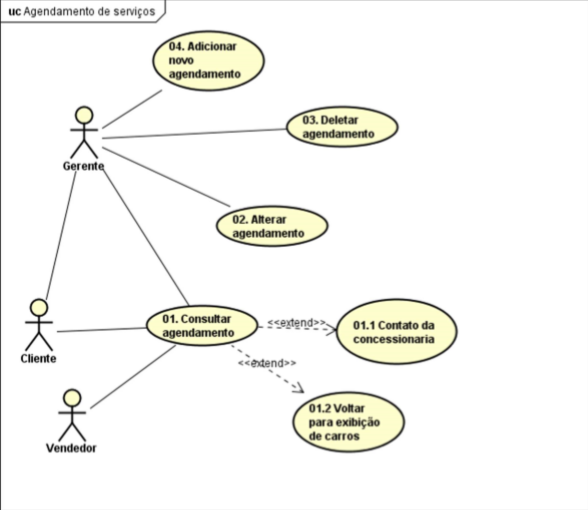 uc Agendamento de serviços
04. Adicionar
novo
agendamento
03. Deletar
agendamento
Gerente
02. Alterar
agendamento
01. Consultar
agendamento
<<extend>>
01.1 Contato da
concessionaria
Cliente
<<extend>>
01.2 Voltar
para exibição
de carros
Vendedor